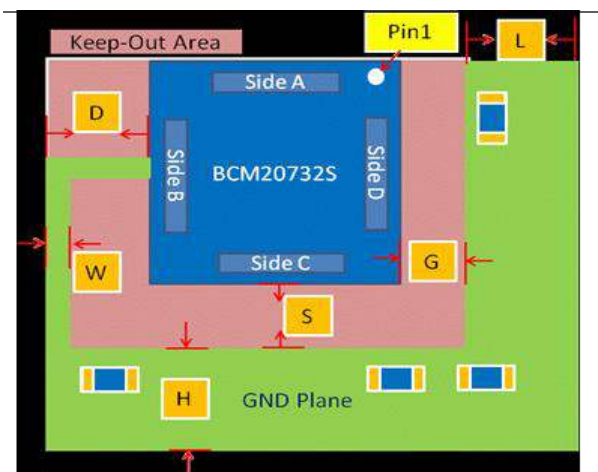 Keep-Out Area
Pin1
L
Side A
D
Side B
BCM20732S
Side D
Side C
G
W
S
H
GND Plane